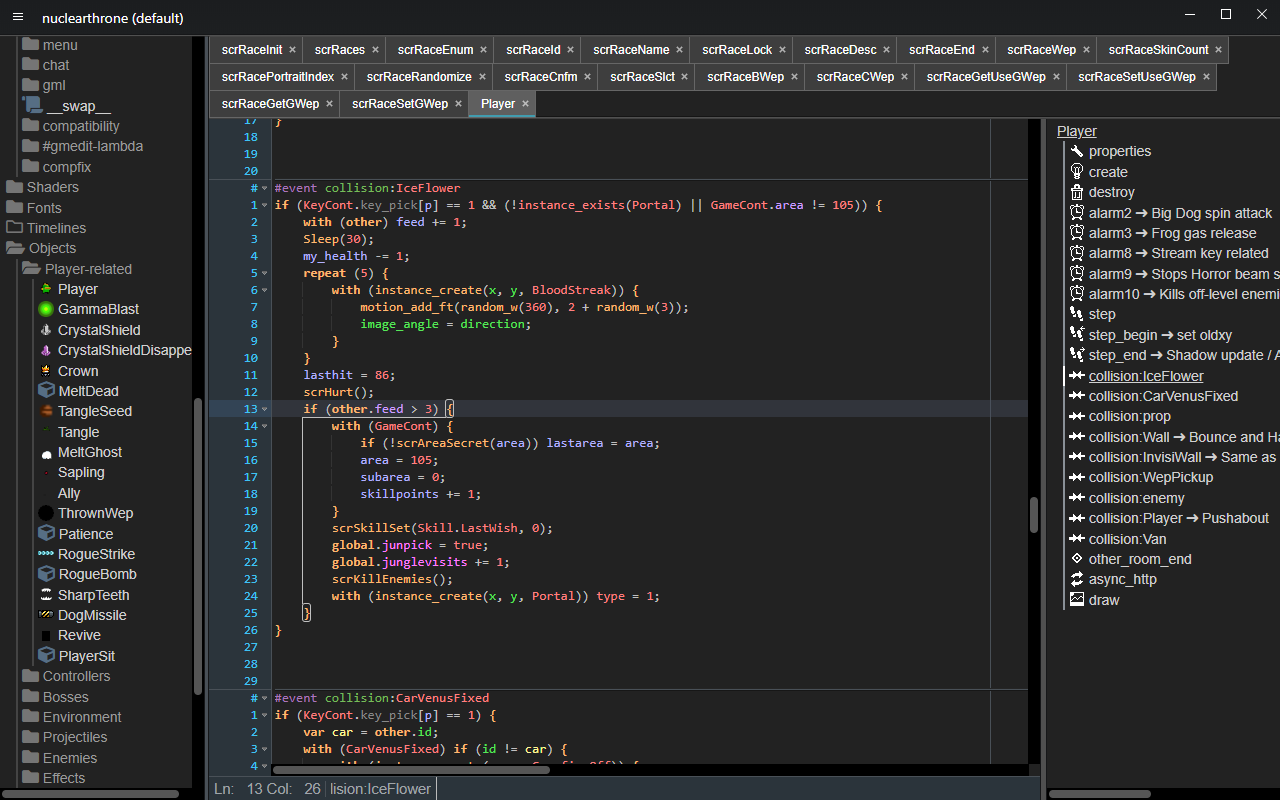 nuclearthrone (default)
menu
chat
gml
__swap__
compatibility
#gmedit-lambda
compfix
Shaders
Fonts
Timelines
Objects
Player-related
Player
GammaBlast
CrystalShield
CrystalShieldDisappe
Crown
MeltDead
TangleSeed
Tangle
MeltGhost
Sapling
Ally
ThrownWep
Patience
RogueStrike
RogueBomb
SharpTeeth
DogMissile
Revive
PlayerSit
Controllers
Bosses
Environment
Projectiles
Enemies
Effects
scrRaceInit × scrRaces × scrRaceEnum × scrRaceId × scrRaceName × scrRaceLock × scrRaceDesc × scrRaceEnd × scrRaceWep × scrRaceSkinCount ×
scrRacePortraitIndex × scrRaceRandomize × scrRaceCnfm × scrRaceSlct × scrRaceBWep × scrRaceCWep × scrRaceGetUseGWep × scrRaceSetUseGWep ×
scrRaceGetGWep × scrRaceSetGWep × Player ×
17 }
18
19
20
# #event collision:IceFlower
1 if (KeyCont.key_pick[p] == 1 && (!instance_exists(Portal) || GameCont.area != 105)) {
2 with (other) feed += 1;
3 Sleep(30);
4 my_health -= 1;
5 repeat (5) {
6 with (instance_create(x, y, BloodStreak)) {
7 motion_add_ft(random_w(360), 2 + random_w(3));
8 image_angle = direction;
9 }
10 }
11 lasthit = 86;
12 scrHurt();
13 if (other.feed > 3) {
14 with (GameCont) {
15 if (!scrAreaSecret(area)) lastarea = area;
16 area = 105;
17 subarea = 0;
18 skillpoints += 1;
19 }
20 scrSkillSet(Skill.LastWish, 0);
21 global.junpick = true;
22 global.junglevisits += 1;
23 scrKillEnemies();
24 with (instance_create(x, y, Portal)) type = 1;
25 }
26 }
27
28
29
# #event collision:CarVenusFixed
1 if (KeyCont.key_pick[p] == 1) {
2 var car = other.id;
3 with (CarVenusFixed) if (id != car) {
4
Ln: 13 Col: 26 lision:IceFlower
Player
properties
create
destroy
alarm2 → Big Dog spin attack
alarm3 → Frog gas release
alarm8 → Stream key related
alarm9 → Stops Horror beam s
alarm10 → Kills off-level enemi
step
step_begin → set oldxy
step_end → Shadow update / A
collision:IceFlower
collision:CarVenusFixed
collision:prop
collision:Wall → Bounce and Ha
collision:InvisiWall → Same as
collision:WepPickup
collision:enemy
collision:Player → Pushabout
collision:Van
other_room_end
async_http
draw